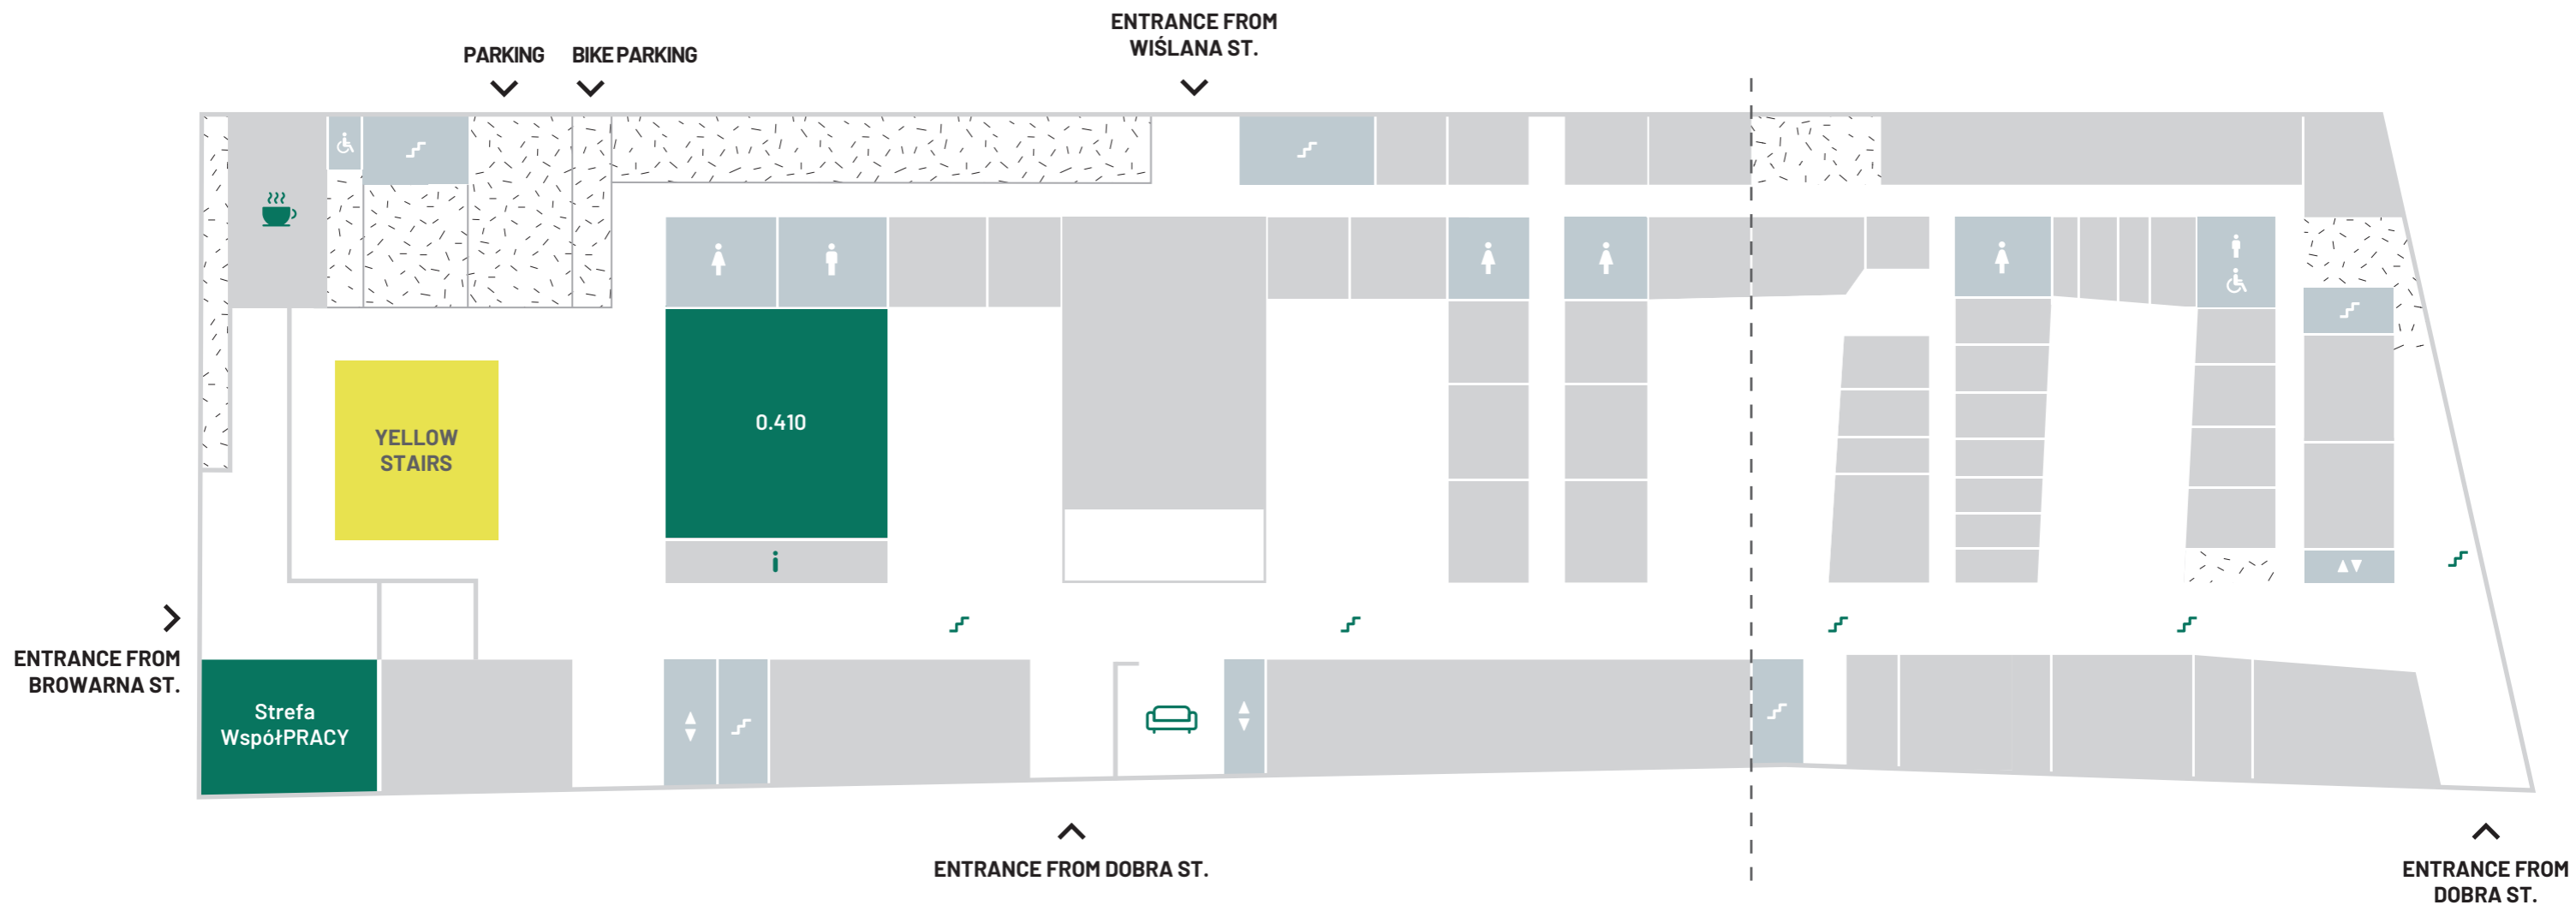 ENTRANCE FROM
WIŚLANA ST.
PARKING
BIKE PARKING
YELLOW
STAIRS
0.410
i
ENTRANCE FROM
BROWARNA ST.
Strefa
WspółPRACY
ENTRANCE FROM DOBRA ST.
ENTRANCE FROM
DOBRA ST.